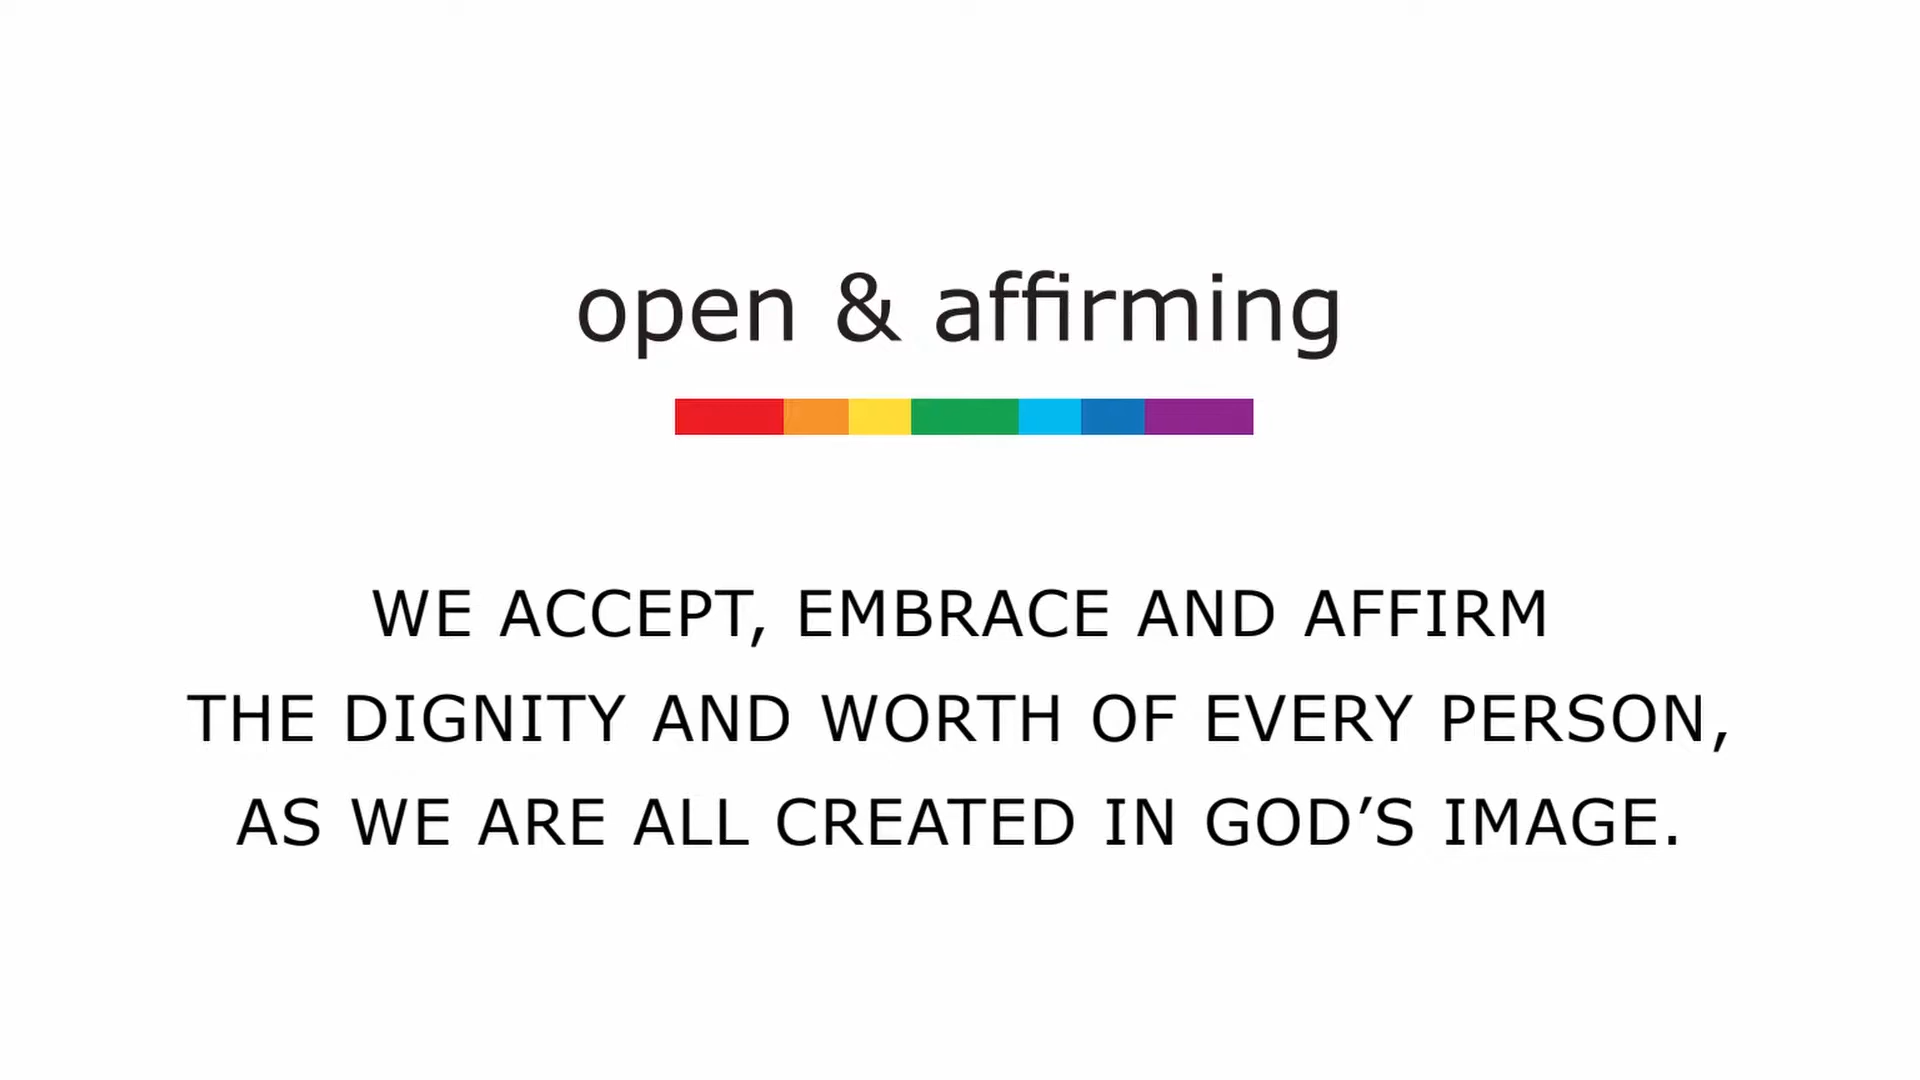 open & affirming
WE ACCEPT, EMBRACE AND AFFIRM
THE DIGNITY AND WORTH OF EVERY PERSON,
AS WE ARE ALL CREATED IN GOD’S IMAGE.